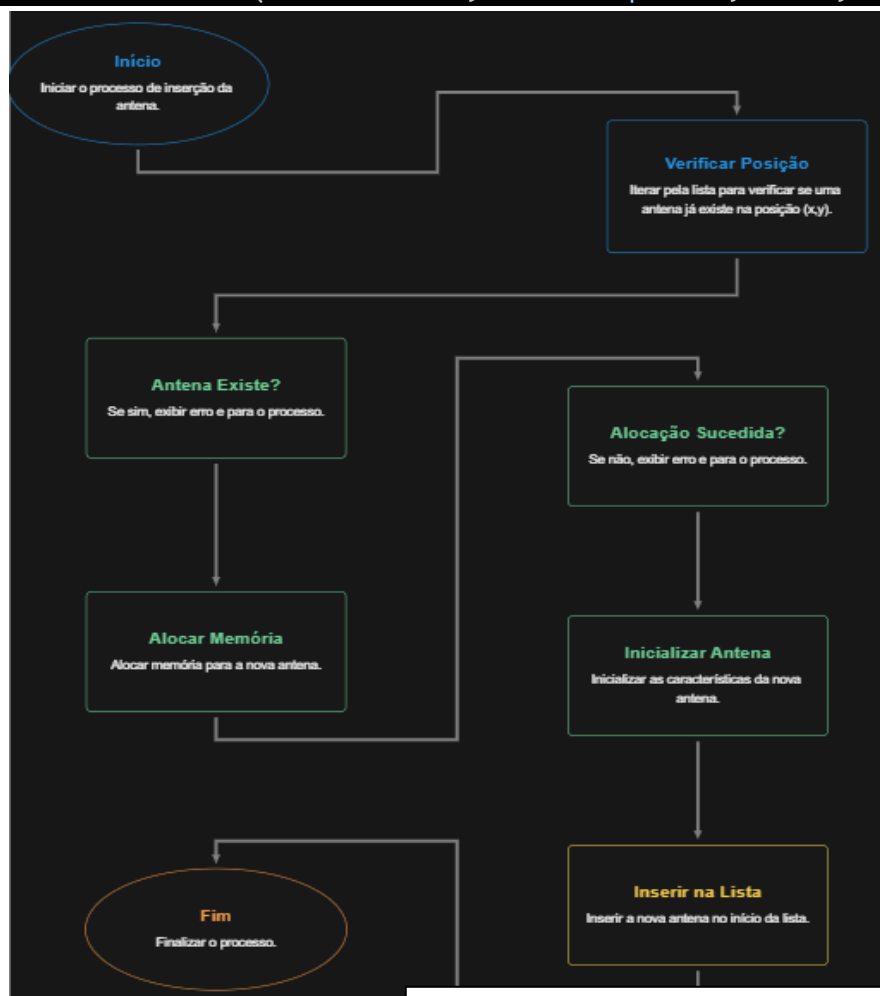 Início
Iniciar o processo de inserção da
antena.
Verificar Posição
Iterar pela lista para verificar se uma
antena já existe na posição (x,y).
Antena Existe?
Se sim, exibir erro e para o processo.
Alocação Sucedida?
Se não, exibir erro e para o processo.
Alocar Memória
Alocar memória para a nova antena.
Inicializar Antena
Inicializar as características da nova
antena.
Inserir na Lista
Inserir a nova antena no início da lista.
Fim
Finalizar o processo.